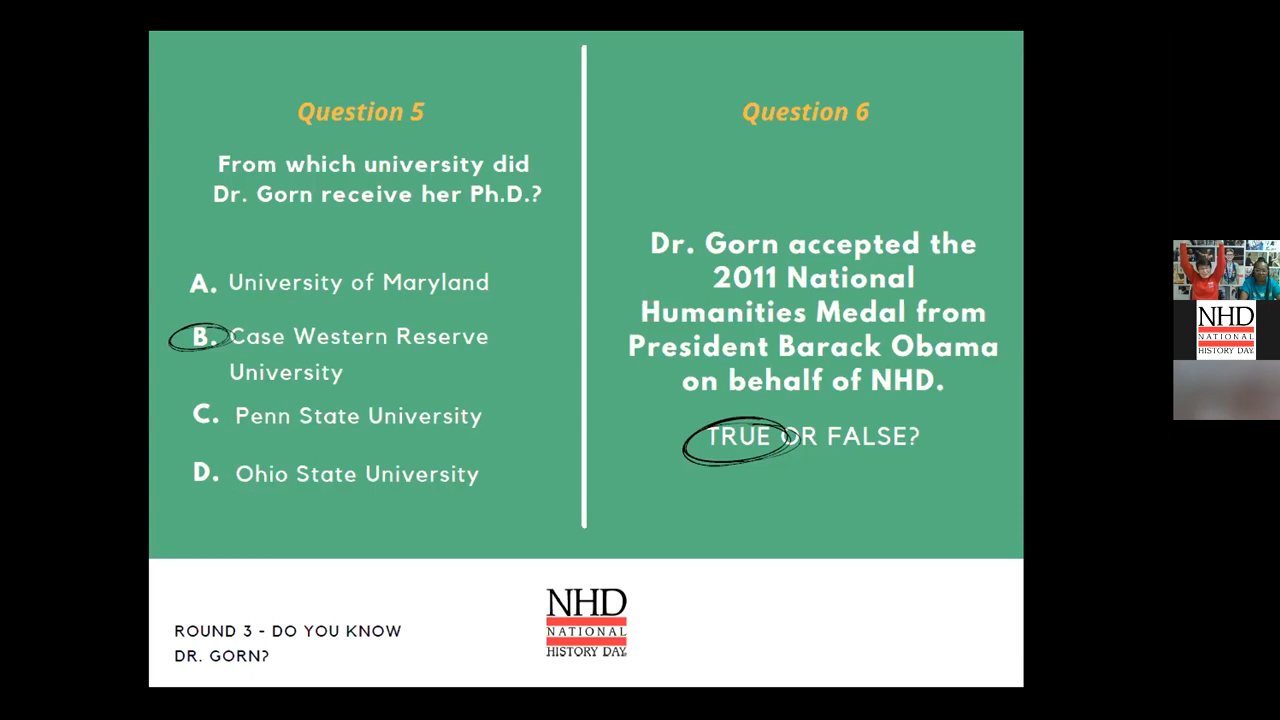 Question 5
From which university did
Dr. Gorn receive her Ph.D.?
A. University of Maryland
B. Case Western Reserve
University
C. Penn State University
D. Ohio State University
Question 6
Dr. Gorn accepted the
2011 National
Humanities Medal from
President Barack Obama
on behalf of NHD.
TRUE OR FALSE?
ROUND 3 - DO YOU KNOW
DR. GORN?
NHD
NATIONAL
HISTORY DAY
NHD
NATIONAL
HISTORY DAY